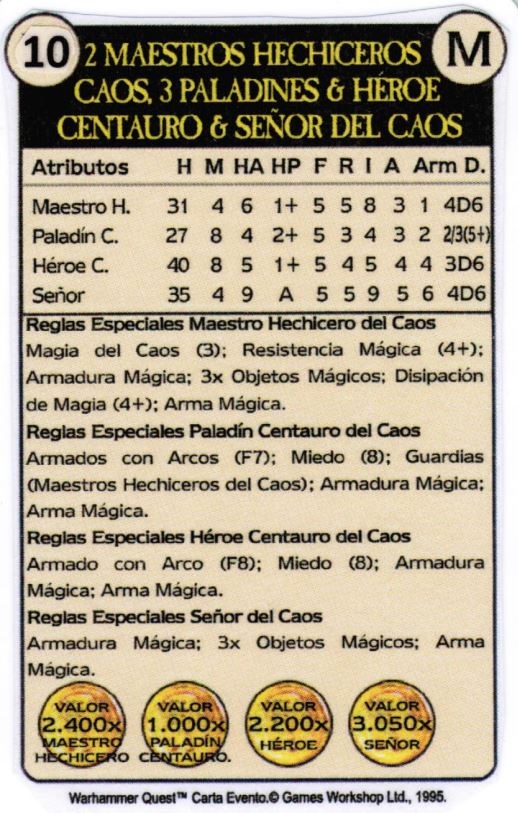 10 2 MAESTROS HECHICEROS M
CAOS, 3 PALADINES & HÉROE
CENTAURO & SEÑOR DEL CAOS
Atributos H M HA HP F R I A Arm D.
Maestro H. 31 4 6 1+ 5 5 8 3 1 4D6
Paladín C. 27 8 4 2+ 5 3 4 3 2 2/3(5+)
Héroe C. 40 8 5 1+ 5 4 5 4 4 3D6
Señor 35 4 9 A 5 5 9 5 6 4D6
Reglas Especiales Maestro Hechicero del Caos
Magia del Caos (3); Resistencia Mágica (4+);
Armadura Mágica; 3x Objetos Mágicos; Disipación
de Magia (4+); Arma Mágica.
Reglas Especiales Paladín Centauro del Caos
Armados con Arcos (F7); Miedo (8); Guardias
(Maestros Hechiceros del Caos); Armadura Mágica;
Arma Mágica.
Reglas Especiales Héroe Centauro del Caos
Armado con Arco (F8); Miedo (8); Armadura
Mágica; Arma Mágica.
Reglas Especiales Señor del Caos
Armadura Mágica; 3x Objetos Mágicos; Arma
Mágica.
VALOR VALOR VALOR VALOR
2.400x 1.000x 2.200x 3.050x
MAESTRO PALADÍN HÉROE SEÑOR
HECHICERO CENTAURO.
Warhammer Quest™ Carta Evento.© Games Workshop Ltd., 1995.